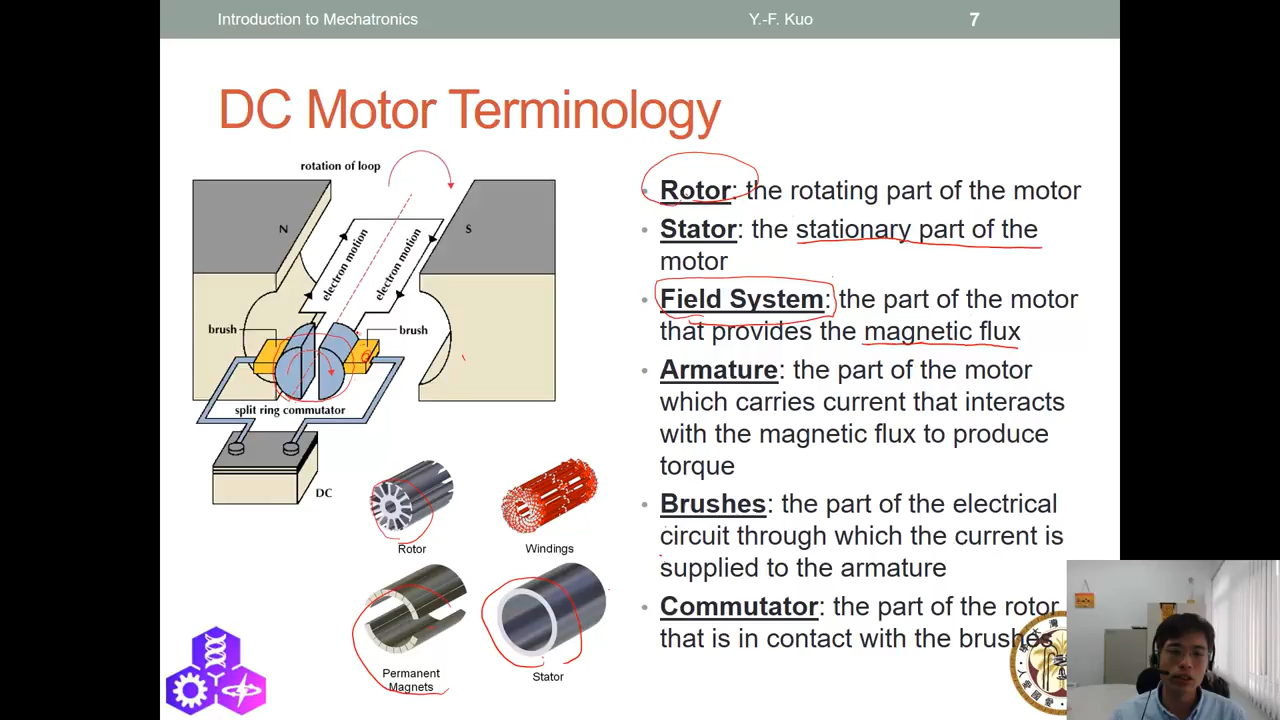 Introduction to Mechatronics
Y.-F. Kuo
7
DC Motor Terminology
rotation of loop
N
S
electron motion
electron motion
brush
brush
split ring commutator
DC
Rotor
Windings
Permanent
Magnets
Stator
• Rotor: the rotating part of the motor
• Stator: the stationary part of the
motor
• Field System: the part of the motor
that provides the magnetic flux
• Armature: the part of the motor
which carries current that interacts
with the magnetic flux to produce
torque
• Brushes: the part of the electrical
circuit through which the current is
supplied to the armature
• Commutator: the part of the rotor
that is in contact with the brushes